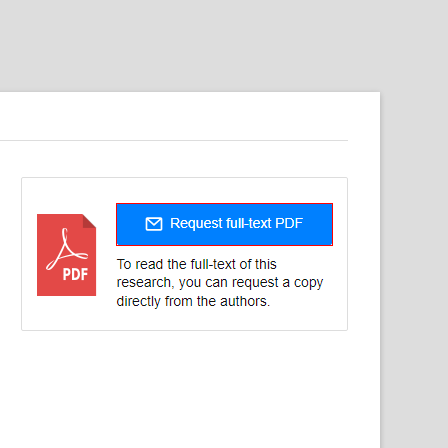 Request full-text PDF
PDF
To read the full-text of this
research, you can request a copy
directly from the authors.